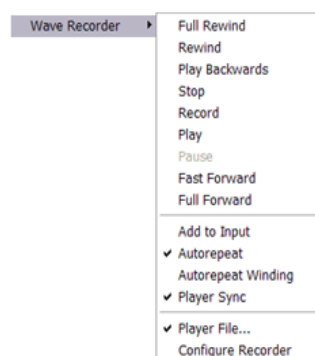 Wave Recorder
Full Rewind
Rewind
Play Backwards
Stop
Record
Play
Pause
Fast Forward
Full Forward
Add to Input
Autorepeat
Autorepeat Winding
Player Sync
Player File...
Configure Recorder